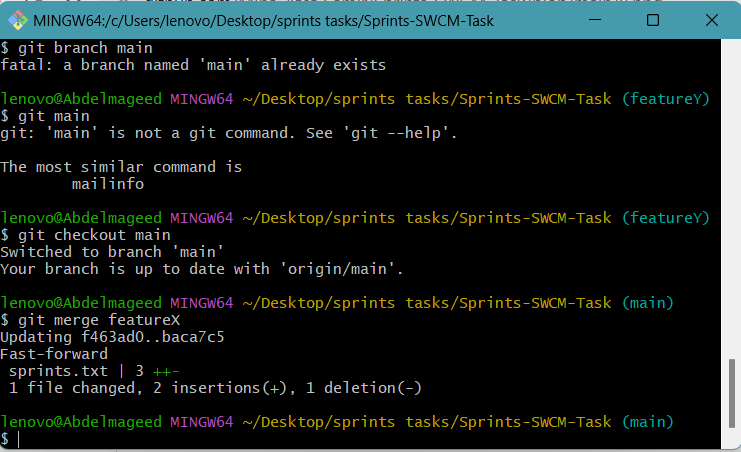 MINGW64:/c/Users/lenovo/Desktop/sprints tasks/Sprints-SWCM-Task
$ git branch main
fatal: a branch named 'main' already exists
lenovo@Abdelmageed MINGW64 ~/Desktop/sprints tasks/Sprints-SWCM-Task (featureY)
$ git main
git: 'main' is not a git command. See 'git --help'.
The most similar command is
        mailinfo
lenovo@Abdelmageed MINGW64 ~/Desktop/sprints tasks/Sprints-SWCM-Task (featureY)
$ git checkout main
Switched to branch 'main'
Your branch is up to date with 'origin/main'.
lenovo@Abdelmageed MINGW64 ~/Desktop/sprints tasks/Sprints-SWCM-Task (main)
$ git merge featureX
Updating f463ad0..baca7c5
Fast-forward
 sprints.txt | 3 ++-
 1 file changed, 2 insertions(+), 1 deletion(-)
lenovo@Abdelmageed MINGW64 ~/Desktop/sprints tasks/Sprints-SWCM-Task (main)
$